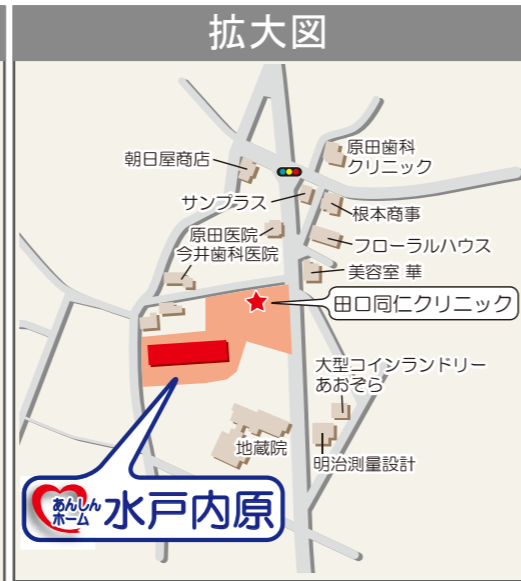 拡大図
朝日屋商店
原田歯科
クリニック
サンプラス
根本商事
原田医院
フローラルハウス
今井歯科医院
美容室 華
田口同仁クリニック
大型コインランドリー
あおぞら
地蔵院
明治測量設計
あんしん
ホーム
水戸内原